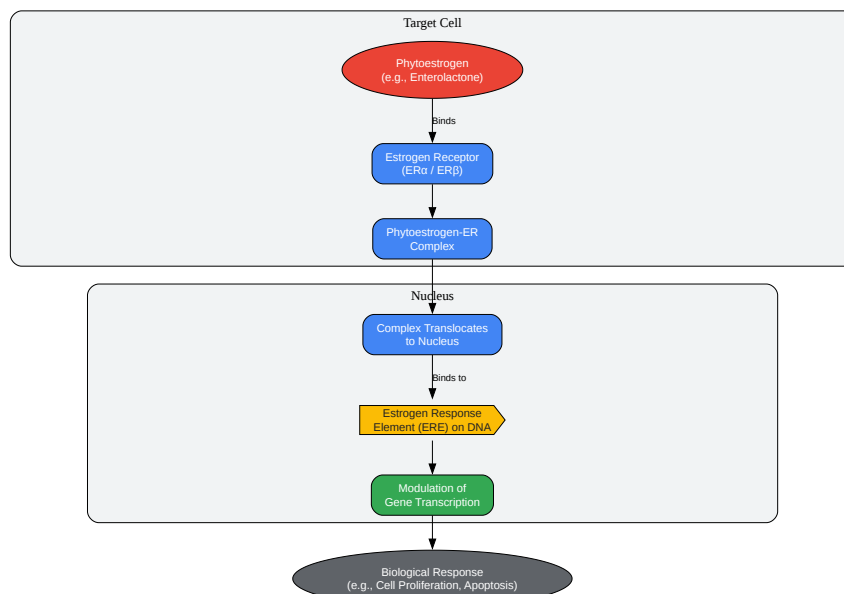 Target Cell
Phytoestrogen
(e.g., Enterolactone)
Binds
Estrogen Receptor
(ERα / ERβ)
Phytoestrogen-ER
Complex
Nucleus
Complex Translocates
to Nucleus
Binds to
Estrogen Response
Element (ERE) on DNA
Modulation of
Gene Transcription
Biological Response
(e.g., Cell Proliferation, Apoptosis)